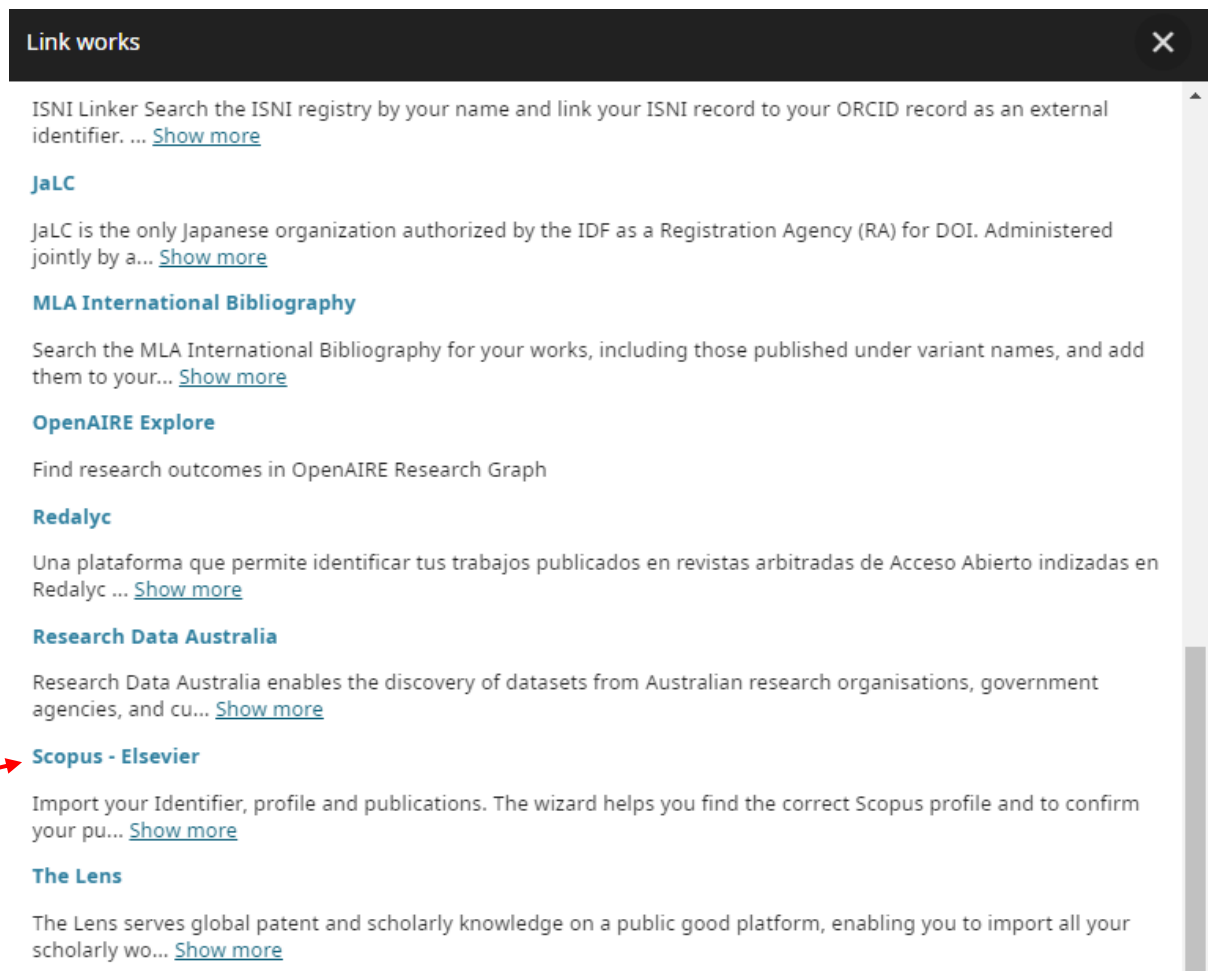 Link works
ISNI Linker Search the ISNI registry by your name and link your ISNI record to your ORCID record as an external
identifier. ... Show more
JaLC
JaLC is the only Japanese organization authorized by the IDF as a Registration Agency (RA) for DOI. Administered
jointly by a... Show more
MLA International Bibliography
Search the MLA International Bibliography for your works, including those published under variant names, and add
them to your... Show more
OpenAIRE Explore
Find research outcomes in OpenAIRE Research Graph
Redalyc
Una plataforma que permite identificar tus trabajos publicados en revistas arbitradas de Acceso Abierto indizadas en
Redalyc ... Show more
Research Data Australia
Research Data Australia enables the discovery of datasets from Australian research organisations, government
agencies, and cu... Show more
Scopus - Elsevier
Import your Identifier, profile and publications. The wizard helps you find the correct Scopus profile and to confirm
your pu... Show more
The Lens
The Lens serves global patent and scholarly knowledge on a public good platform, enabling you to import all your
scholarly wo... Show more